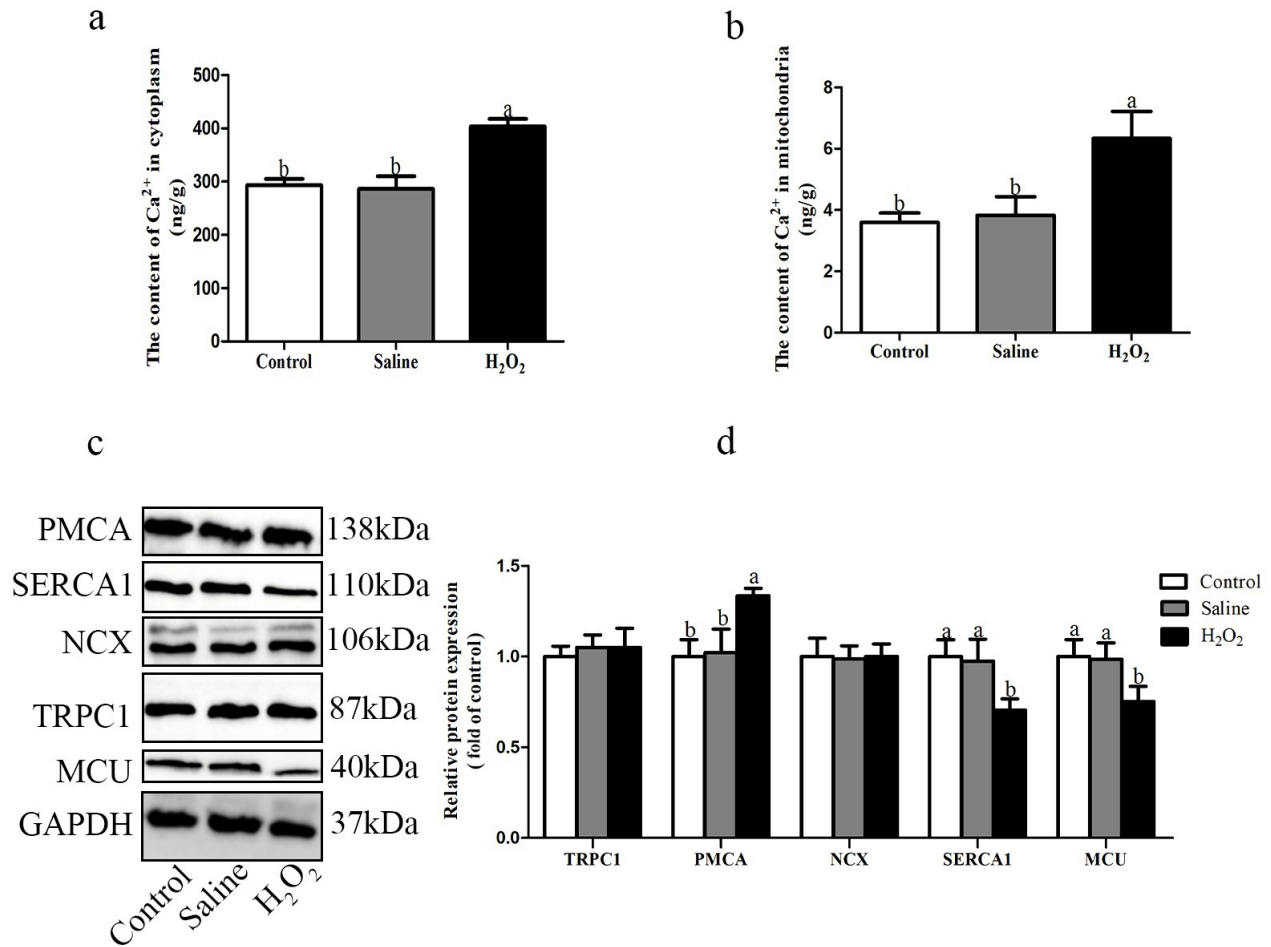 a
The content of Ca²⁺ in cytoplasm
(ng/g)
500
400
300
200
100
0
b
b
a
Control
Saline
H₂O₂
b
The content of Ca²⁺ in mitochondria
(ng/g)
8
6
4
2
0
b
b
a
Control
Saline
H₂O₂
c
PMCA 138kDa
SERCA1 110kDa
NCX 106kDa
TRPC1 87kDa
MCU 40kDa
GAPDH 37kDa
Control
Saline
H₂O₂
d
Relative protein expression
( fold of control)
1.5
1.0
0.5
0.0
b
b
a
a
a
b
a
a
b
TRPC1
PMCA
NCX
SERCA1
MCU
Control
Saline
H₂O₂